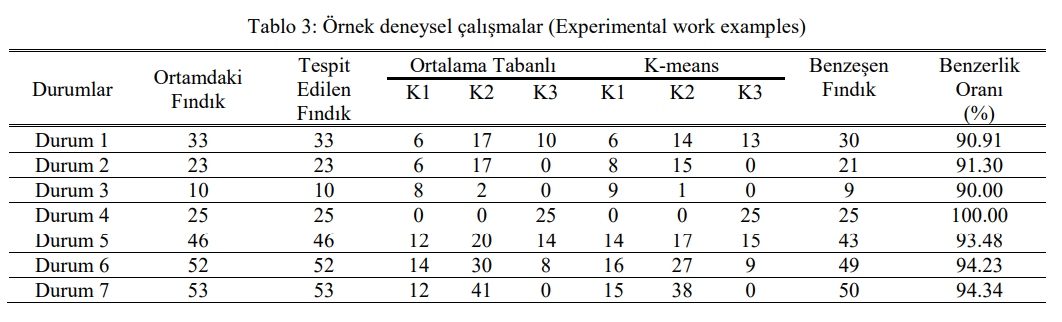 Tablo 3: Örnek deneysel çalışmalar (Experimental work examples)
Durumlar Ortamdaki Fındık Tespit Edilen Fındık Ortalama Tabanlı K-means Benzeşen Fındık Benzerlik Oranı (%)
K1 K2 K3 K1 K2 K3
Durum 1 33 33 6 17 10 6 14 13 30 90.91
Durum 2 23 23 6 17 0 8 15 0 21 91.30
Durum 3 10 10 8 2 0 9 1 0 9 90.00
Durum 4 25 25 0 0 25 0 0 25 25 100.00
Durum 5 46 46 12 20 14 14 17 15 43 93.48
Durum 6 52 52 14 30 8 16 27 9 49 94.23
Durum 7 53 53 12 41 0 15 38 0 50 94.34